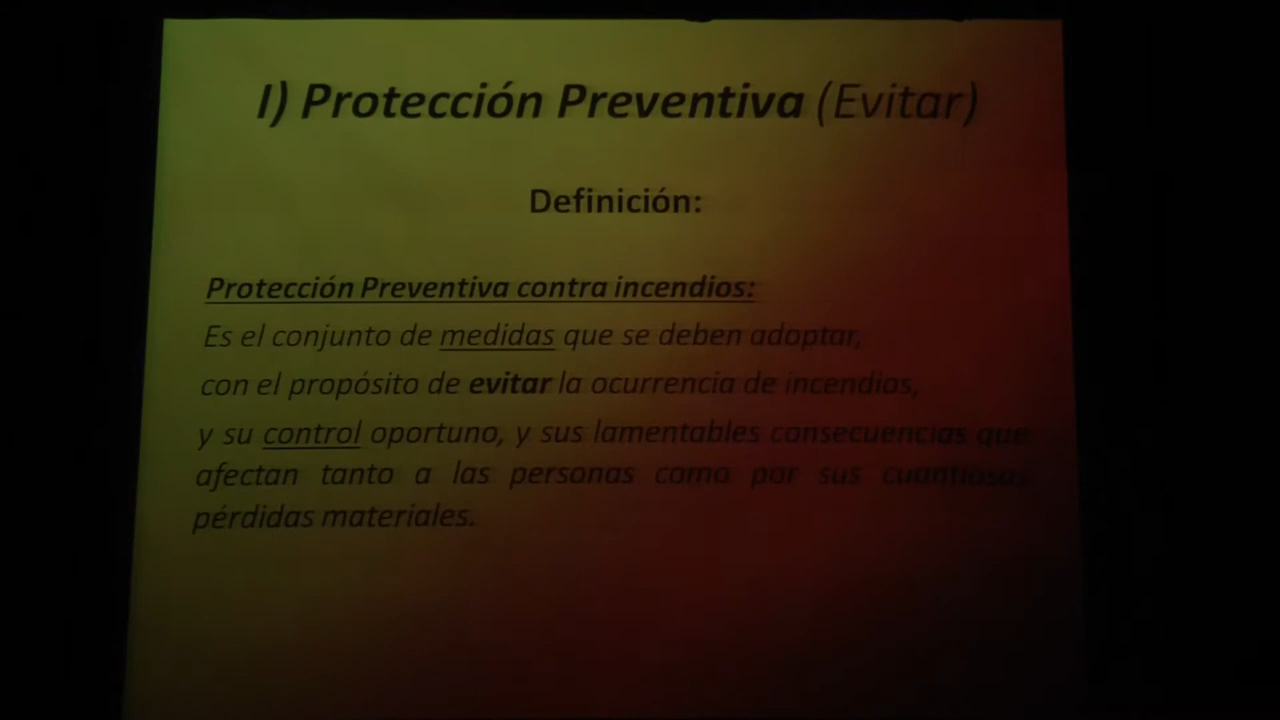 I) Protección Preventiva (Evitar)
Definición:
Protección Preventiva contra incendios:
Es el conjunto de medidas que se deben adoptar,
con el propósito de evitar la ocurrencia de incendios,
y su control oportuno, y sus lamentables consecuencias que
afectan tanto a las personas como por sus cuantiosas
pérdidas materiales.